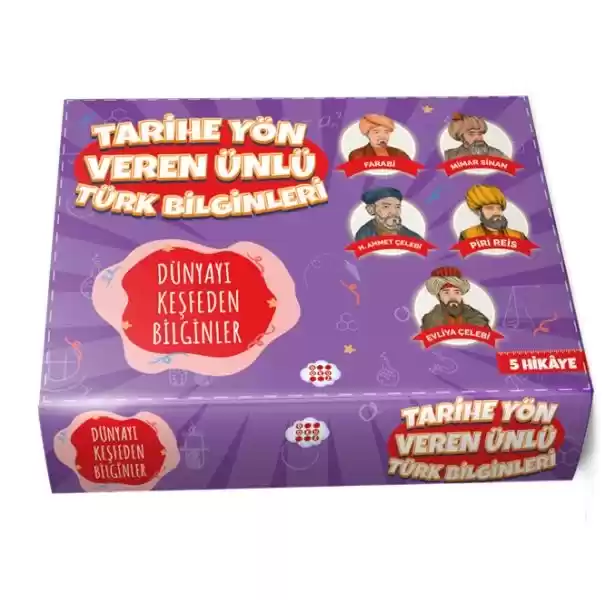 TARİHE YÖN
VEREN ÜNLÜ
TÜRK BİLGİNLERİ
FARABİ
MİMAR SİNAN
H. AHMET ÇELEBİ
PİRİ REİS
EVLİYA ÇELEBİ
DÜNYAYI
KEŞFEDEN
BİLGİNLER
5 HİKÂYE
DÜNYAYI
KEŞFEDEN
BİLGİNLER
TARİHE YÖN
VEREN ÜNLÜ
TÜRK BİLGİNLERİ